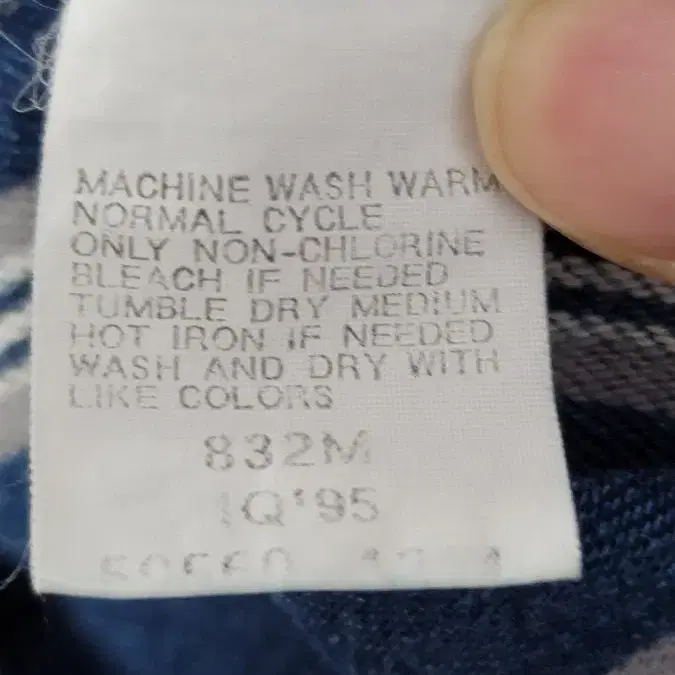 MACHINE WASH WARM
NORMAL CYCLE
ONLY NON-CHLORINE
BLEACH IF NEEDED
TUMBLE DRY MEDIUM
HOT IRON IF NEEDED
WASH AND DRY WITH
LIKE COLORS
832M
1Q'95